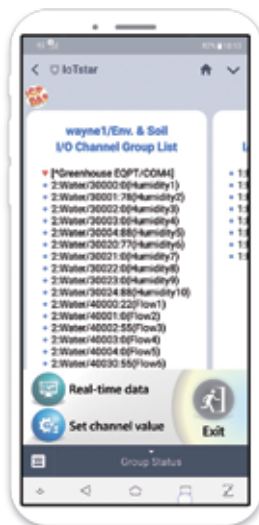 IoTstar
wayne1/Env. & Soil
I/O Channel Group List
[*Greenhouse EQPT/COM4]
2:Water/30000:0(Humidity1)
2:Water/30001:78(Humidity2)
2:Water/30002:0(Humidity3)
2:Water/30003:0(Humidity4)
2:Water/30004:88(Humidity5)
2:Water/30020:77(Humidity6)
2:Water/30021:0(Humidity7)
2:Water/30022:0(Humidity8)
2:Water/30023:0(Humidity9)
2:Water/30024:88(Humidity10)
2:Water/40000:22(Flow1)
2:Water/40001:0(Flow2)
2:Water/40002:55(Flow3)
2:Water/40003:0(Flow4)
2:Water/40004:0(Flow5)
2:Water/40030:55(Flow6)
Real-time data
Set channel value
Exit
Group Status